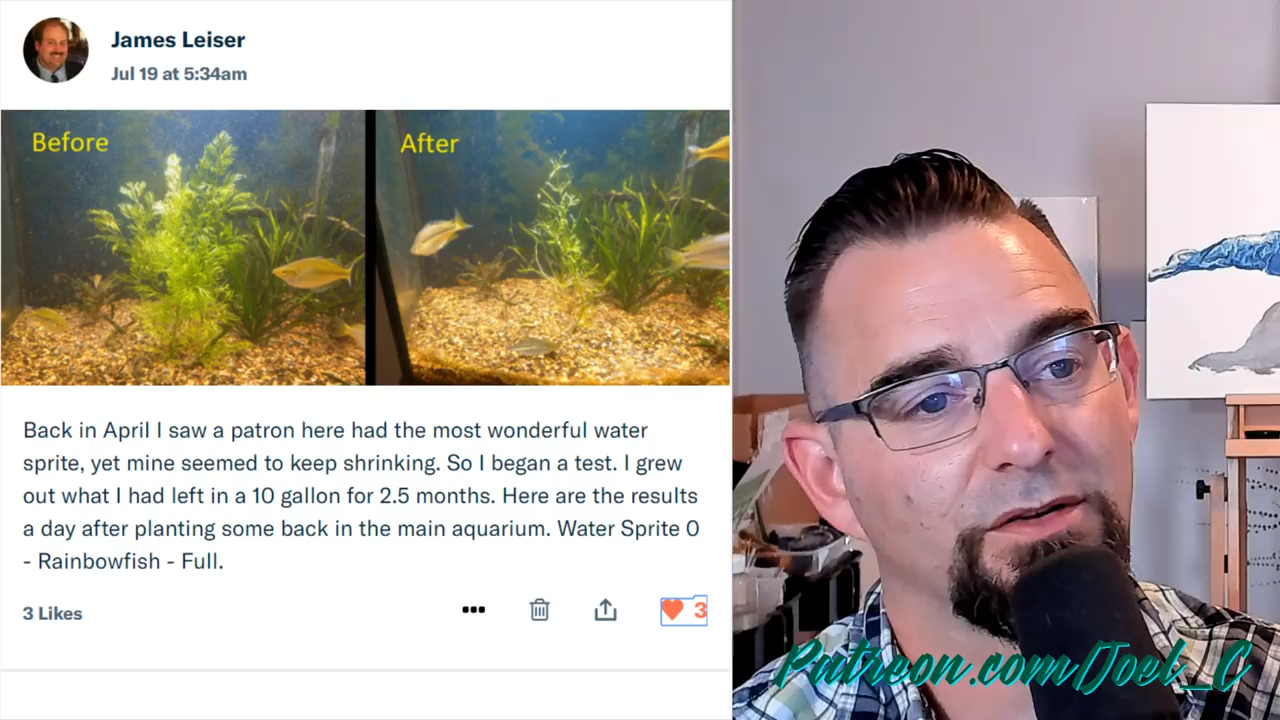 James Leiser
Jul 19 at 5:34am
Before
After
Back in April I saw a patron here had the most wonderful water
sprite, yet mine seemed to keep shrinking. So I began a test. I grew
out what I had left in a 10 gallon for 2.5 months. Here are the results
a day after planting some back in the main aquarium. Water Sprite 0
- Rainbowfish - Full.
3 Likes
3
Patreon.com/Joel_C